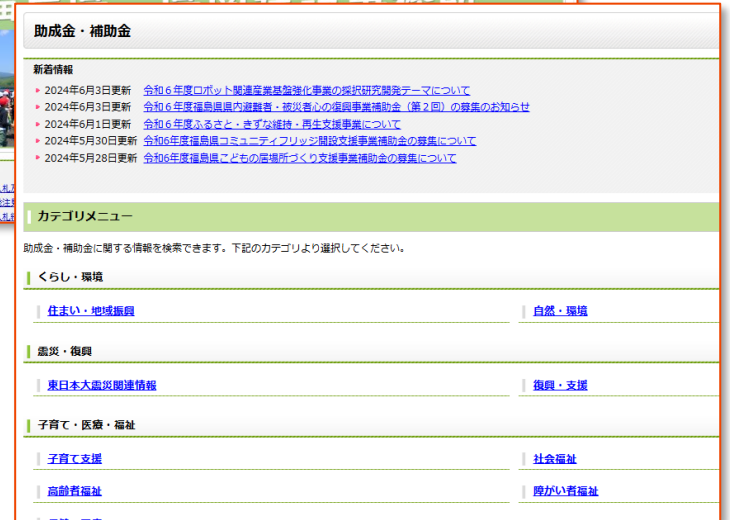 助成金・補助金
新着情報
2024年6月3日更新 令和６年度ロボット関連産業基盤強化事業の採択研究開発テーマについて
2024年6月3日更新 令和６年度福島県県内避難者・被災者心の復興事業補助金（第２回）の募集のお知らせ
2024年6月1日更新 令和６年度ふるさと・きずな維持・再生支援事業について
2024年5月30日更新 令和6年度福島県コミュニティフリッジ開設支援事業補助金の募集について
2024年5月28日更新 令和6年度福島県こどもの居場所づくり支援事業補助金の募集について
カテゴリメニュー
助成金・補助金に関する情報を検索できます。下記のカテゴリより選択してください。
くらし・環境
住まい・地域振興 自然・環境
震災・復興
東日本大震災関連情報 復興・支援
子育て・医療・福祉
子育て支援 社会福祉
高齢者福祉 障がい者福祉